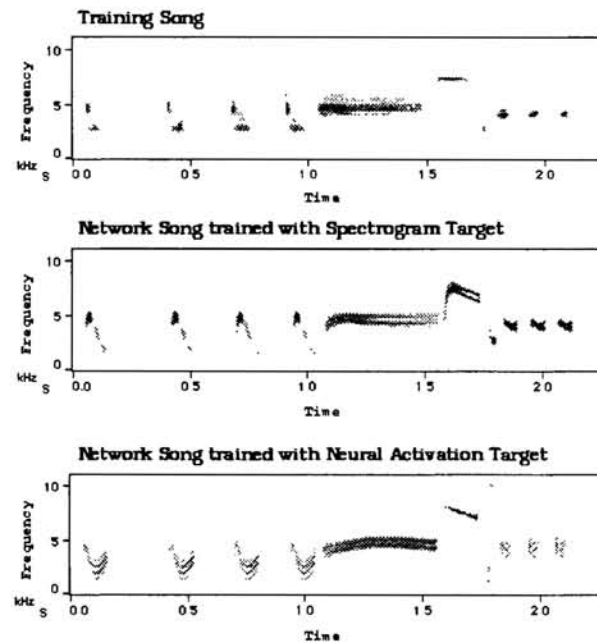 Training Song
10
5
0
Frequency
kHz
S
0.0 0.5 1.0 1.5 2.0
Time
Network Song trained with Spectrogram Target
10
5
0
Frequency
kHz
S
0.0 0.5 1.0 1.5 2.0
Time
Network Song trained with Neural Activation Target
10
5
0
Frequency
kHz
S
0.0 0.5 1.0 1.5 2.0
Time